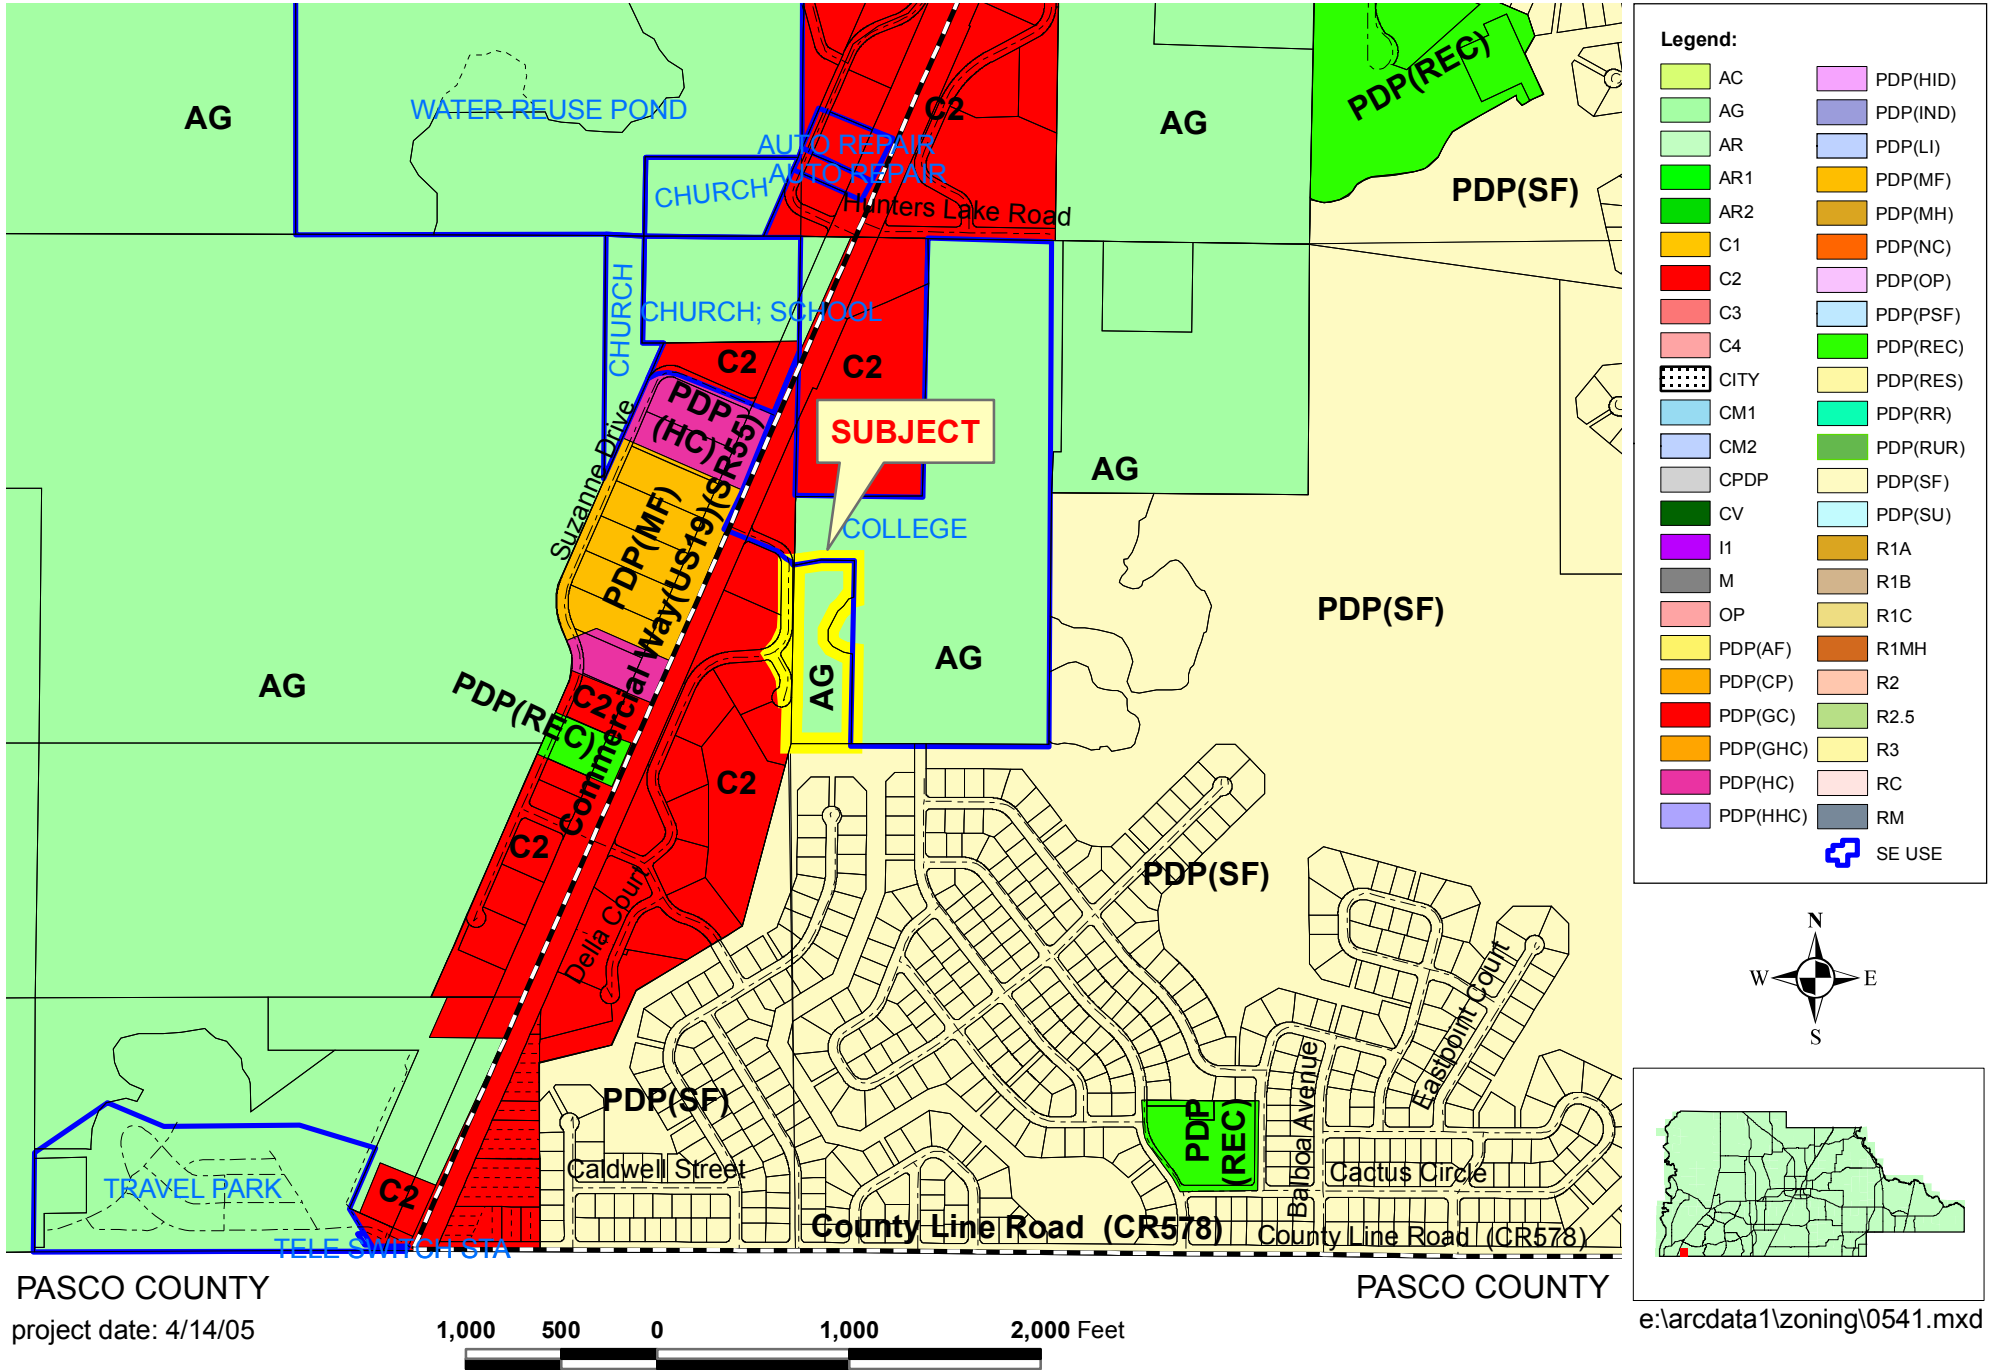 AG
WATER REUSE POND
C2
AG
PDP(REC)
PDP(SF)
AUTO REPAIR
AUTO REPAIR
CHURCH
Hunters Lake Road
CHURCH
CHURCH; SCHOOL
C2
C2
PDP
(HC)
SUBJECT
AG
Suzanne Drive
COLLEGE
PDP(MF)
Commercial Way(US19)(SR55)
PDP(SF)
AG
AG
AG
PDP(REC)
C2
C2
C2
PDP(SF)
Della Court
Eastpoint Court
Balboa Avenue
PDP(SF)
PDP
(REC)
Caldwell Street
Cactus Circle
TRAVEL PARK
C2
County Line Road (CR578)
County Line Road (CR578)
TELE SWITCH STA
PASCO COUNTY
PASCO COUNTY
project date: 4/14/05
1,000 500 0 1,000 2,000 Feet
Legend:
AC
AG
AR
AR1
AR2
C1
C2
C3
C4
CITY
CM1
CM2
CPDP
CV
I1
M
OP
PDP(AF)
PDP(CP)
PDP(GC)
PDP(GHC)
PDP(HC)
PDP(HHC)
PDP(HID)
PDP(IND)
PDP(LI)
PDP(MF)
PDP(MH)
PDP(NC)
PDP(OP)
PDP(PSF)
PDP(REC)
PDP(RES)
PDP(RR)
PDP(RUR)
PDP(SF)
PDP(SU)
R1A
R1B
R1C
R1MH
R2
R2.5
R3
RC
RM
SE USE
N
W E
S
e:\arcdata1\zoning\0541.mxd